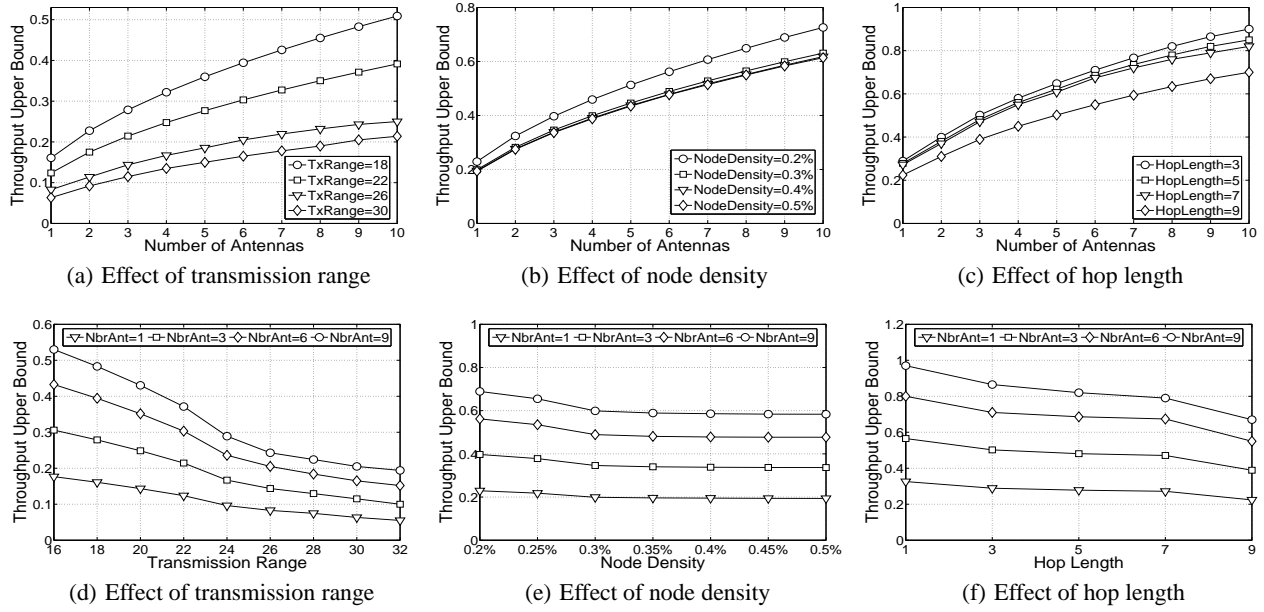 Throughput Upper Bound
0.5
0.4
0.3
0.2
0.1
0
TxRange=18
TxRange=22
TxRange=26
TxRange=30
1 2 3 4 5 6 7 8 9 10
Number of Antennas
(a) Effect of transmission range
Throughput Upper Bound
0.8
0.6
0.4
0.2
0
NodeDensity=0.2%
NodeDensity=0.3%
NodeDensity=0.4%
NodeDensity=0.5%
1 2 3 4 5 6 7 8 9 10
Number of Antennas
(b) Effect of node density
Throughput Upper Bound
1
0.8
0.6
0.4
0.2
0
HopLength=3
HopLength=5
HopLength=7
HopLength=9
1 2 3 4 5 6 7 8 9 10
Number of Antennas
(c) Effect of hop length
Throughput Upper Bound
0.6
0.5
0.4
0.3
0.2
0.1
0
NbrAnt=1 NbrAnt=3 NbrAnt=6 NbrAnt=9
16 18 20 22 24 26 28 30 32
Transmission Range
(d) Effect of transmission range
Throughput Upper Bound
1
0.8
0.6
0.4
0.2
0
NbrAnt=1 NbrAnt=3 NbrAnt=6 NbrAnt=9
0.2% 0.25% 0.3% 0.35% 0.4% 0.45% 0.5%
Node Density
(e) Effect of node density
Throughput Upper Bound
1.2
1
0.8
0.6
0.4
0.2
0
NbrAnt=1 NbrAnt=3 NbrAnt=6 NbrAnt=9
1 3 5 7 9
Hop Length
(f) Effect of hop length